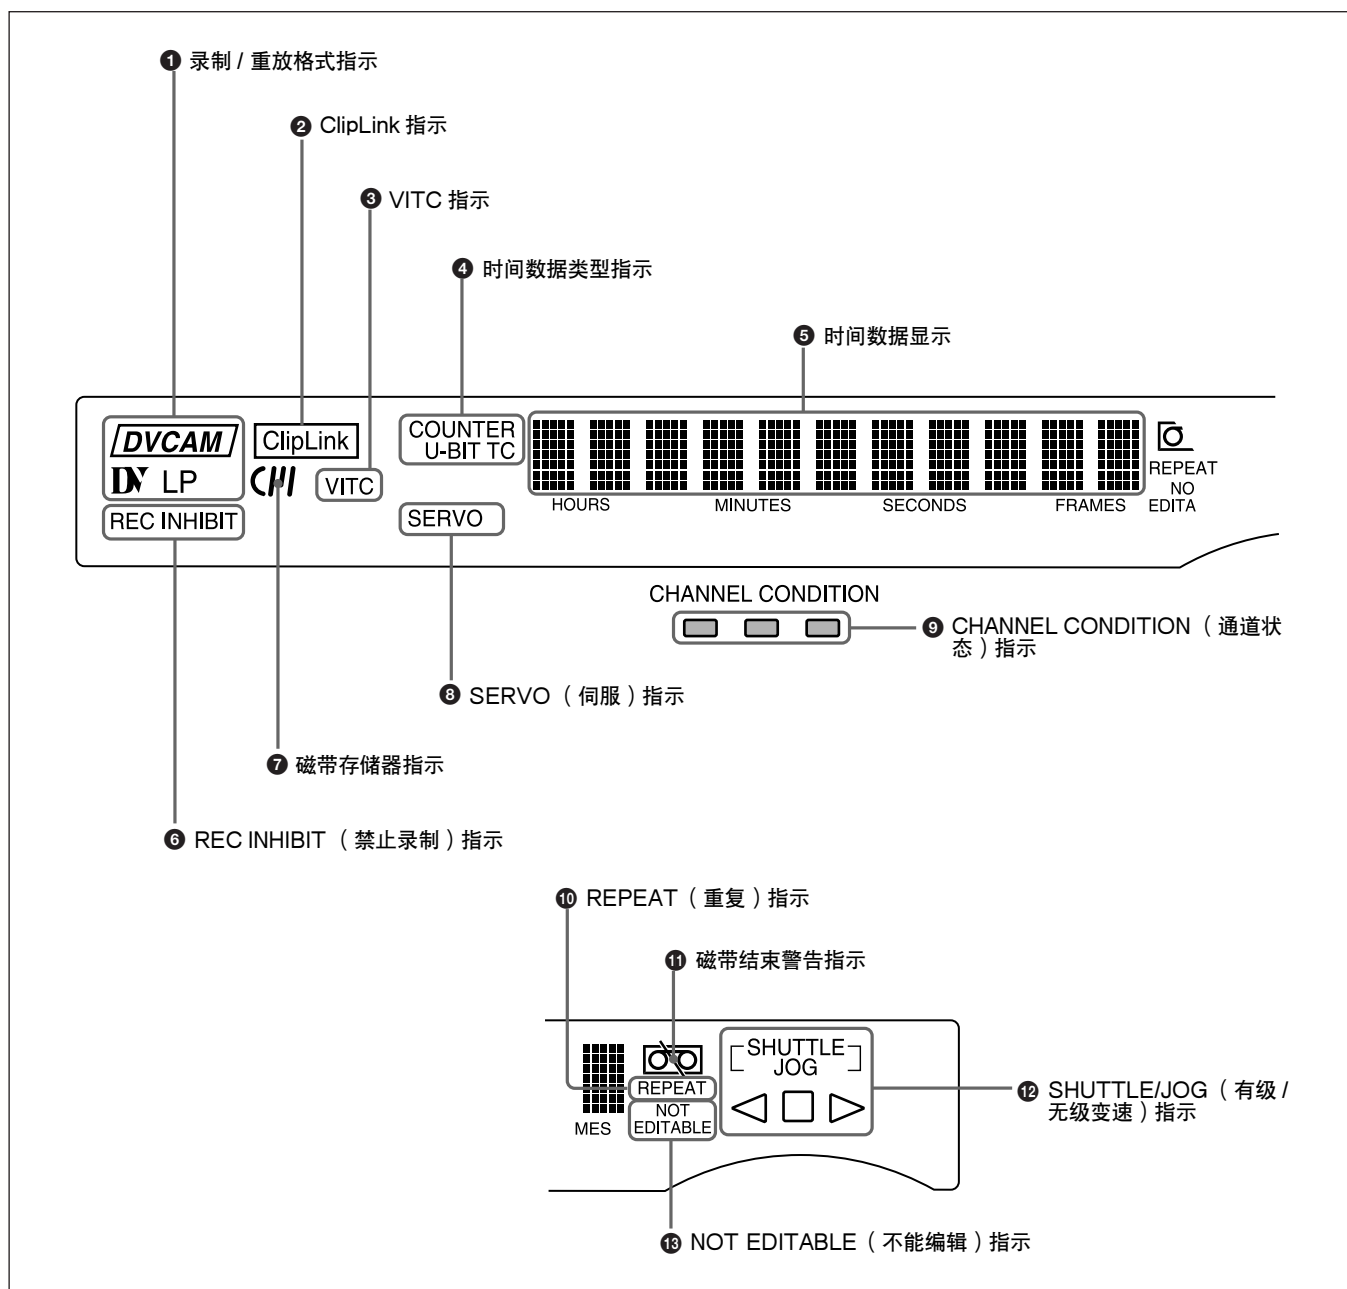 ❶ 录制 / 重放格式指示
❷ ClipLink 指示
❸ VITC 指示
❹ 时间数据类型指示
❺ 时间数据显示
DVCAM
ClipLink
COUNTER
U-BIT TC
DV LP
VITC
REPEAT
NO
EDITA
REC INHIBIT
SERVO
HOURS
MINUTES
SECONDS
FRAMES
CHANNEL CONDITION
❾ CHANNEL CONDITION（通道状
态）指示
❽ SERVO（伺服）指示
❼ 磁带存储器指示
❻ REC INHIBIT（禁止录制）指示
❿ REPEAT（重复）指示
⓫ 磁带结束警告指示
SHUTTLE
JOG
REPEAT
NOT
EDITABLE
MES
⓬ SHUTTLE/JOG（有级 /
无级变速）指示
⓭ NOT EDITABLE（不能编辑）指示